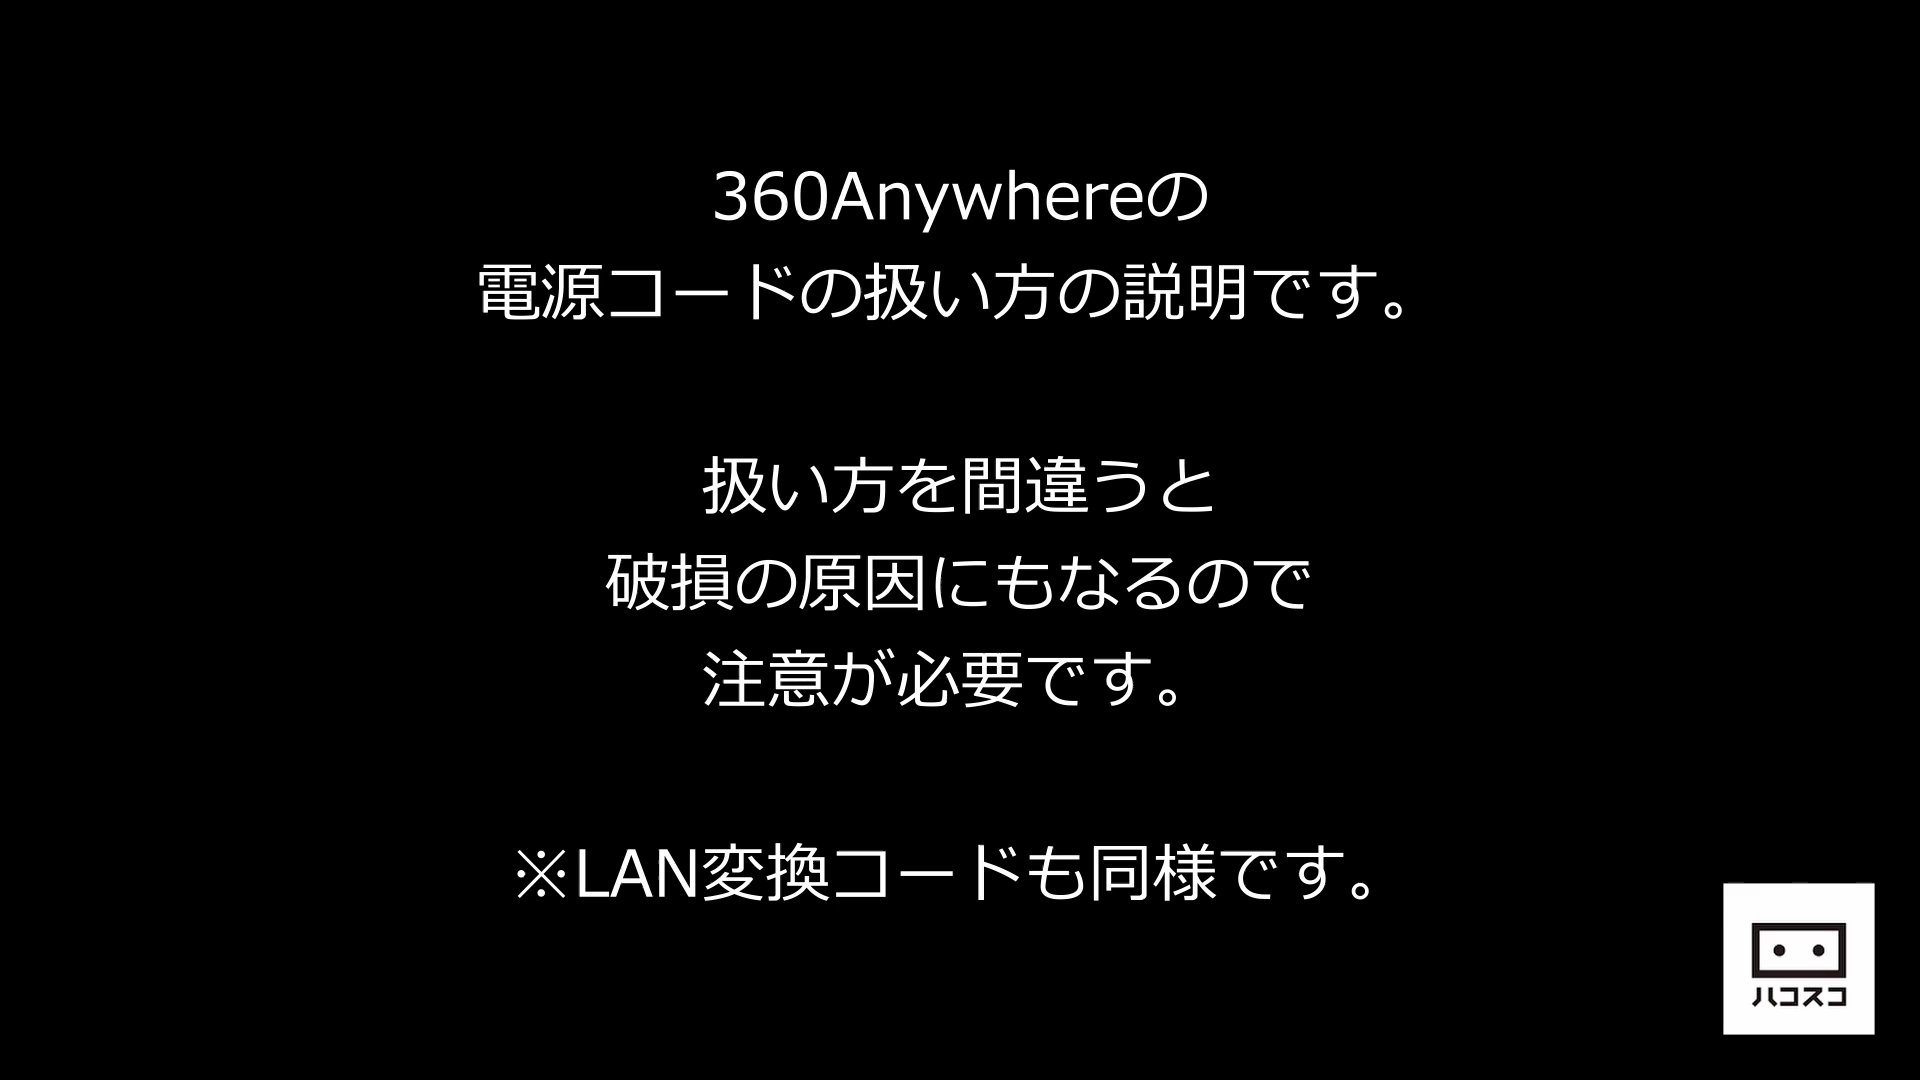 360Anywhereの
電源コードの扱い方の説明です。
扱い方を間違うと
破損の原因にもなるので
注意が必要です。
※LAN変換コードも同様です。
ハコスコ